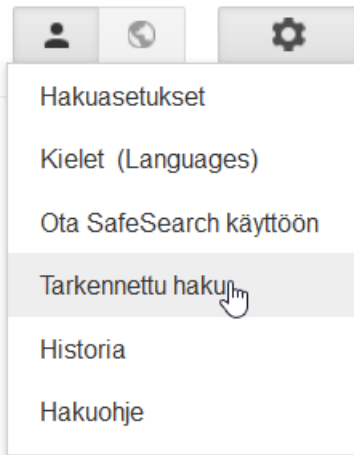 Hakuasetukset
Kielet (Languages)
Ota SafeSearch käyttöön
Tarkennettu haku
Historia
Hakuohje